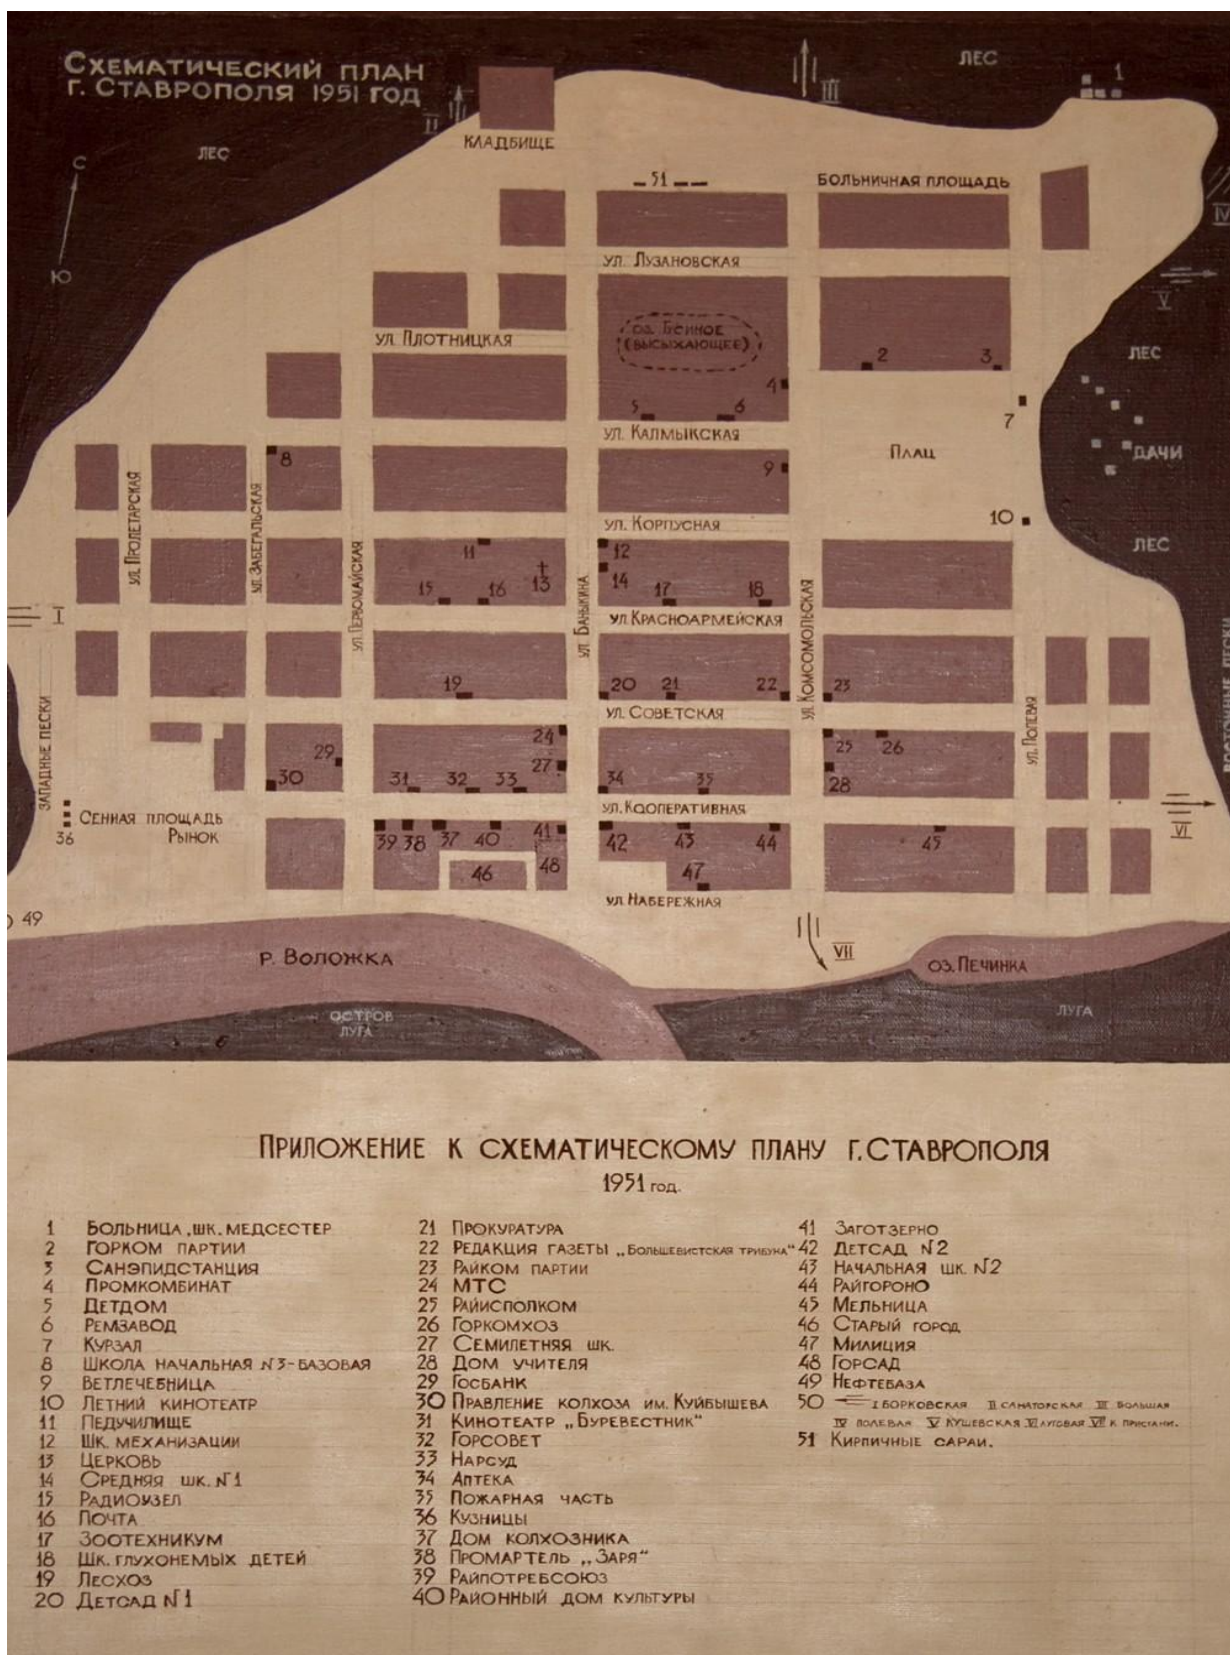 Схематический план
г. Ставрополя 1951 год
II
III
лес
1
кладбище
лес
С
Ю
51
Больничная площадь
IV
ул. Лузановская
V
ул. Плотницкая
(высыхающее)
2
3
лес
4
5
6
7
ул. Калмыкская
Плац
дачи
8
9
ул. Пролетарская
ул. Забегальская
ул. Корпусная
10
лес
11
12
13
14
15
16
17
18
ул. Первомайская
ул. Баныкина
ул. Комсомольская
I
ул. Красноармейская
19
20
21
22
23
ул. Советская
ул. Полевая
Западные пески
Восточные пески
24
25
26
27
28
29
30
31
32
33
34
35
ул. Кооперативная
VI
Сенная площадь
Рынок
36
39
38
37
40
41
42
43
44
45
46
48
47
ул. Набережная
49
р. Воложка
VII
оз. Печинка
остров
луга
луга
Приложение к схематическому плану г. Ставрополя
1951 год.
1 Больница, шк. медсестер
2 Горком партии
3 Санэпидстанция
4 Промкомбинат
5 Детдом
6 Ремзавод
7 Курзал
8 Школа начальная №3-базовая
9 Ветлечебница
10 Летний кинотеатр
11 Педучилище
12 Шк. механизации
13 Церковь
14 Средняя шк. №1
15 Радиоузел
16 Почта
17 Зоотехникум
18 Шк. глухонемых детей
19 Лесхоз
20 Детсад №1
21 Прокуратура
22 Редакция газеты „Большевистская трибуна"
23 Райком партии
24 МТС
25 Райисполком
26 Горкомхоз
27 Семилетняя шк.
28 Дом учителя
29 Госбанк
30 Правление колхоза им. Куйбышева
31 Кинотеатр „Буревестник"
32 Горсовет
33 Нарсуд
34 Аптека
35 Пожарная часть
36 Кузницы
37 Дом колхозника
38 Промартель „Заря"
39 Райпотребсоюз
40 Районный дом культуры
41 Заготзерно
42 Детсад №2
43 Начальная шк. №2
44 Райгороно
45 Мельница
46 Старый город
47 Милиция
48 Горсад
49 Нефтебаза
50 I Борковская II Санаторская III Большая
IV Полевая V Кушевская VI Луговая VII к пристани.
51 Кирпичные сараи.